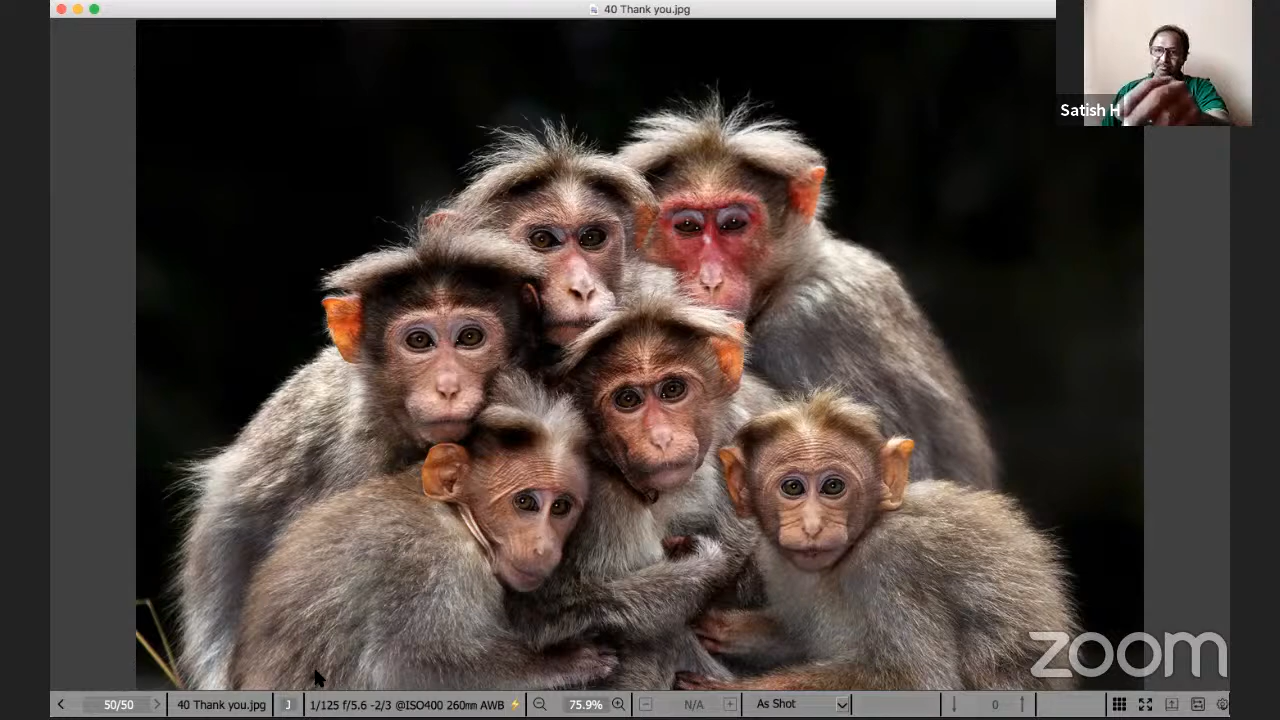 40 Thank you.jpg
Satish H
zoom
50/50
40 Thank you.jpg
J
1/125 f/5.6 -2/3 @ISO400 260mm AWB
75.9%
N/A
As Shot
0